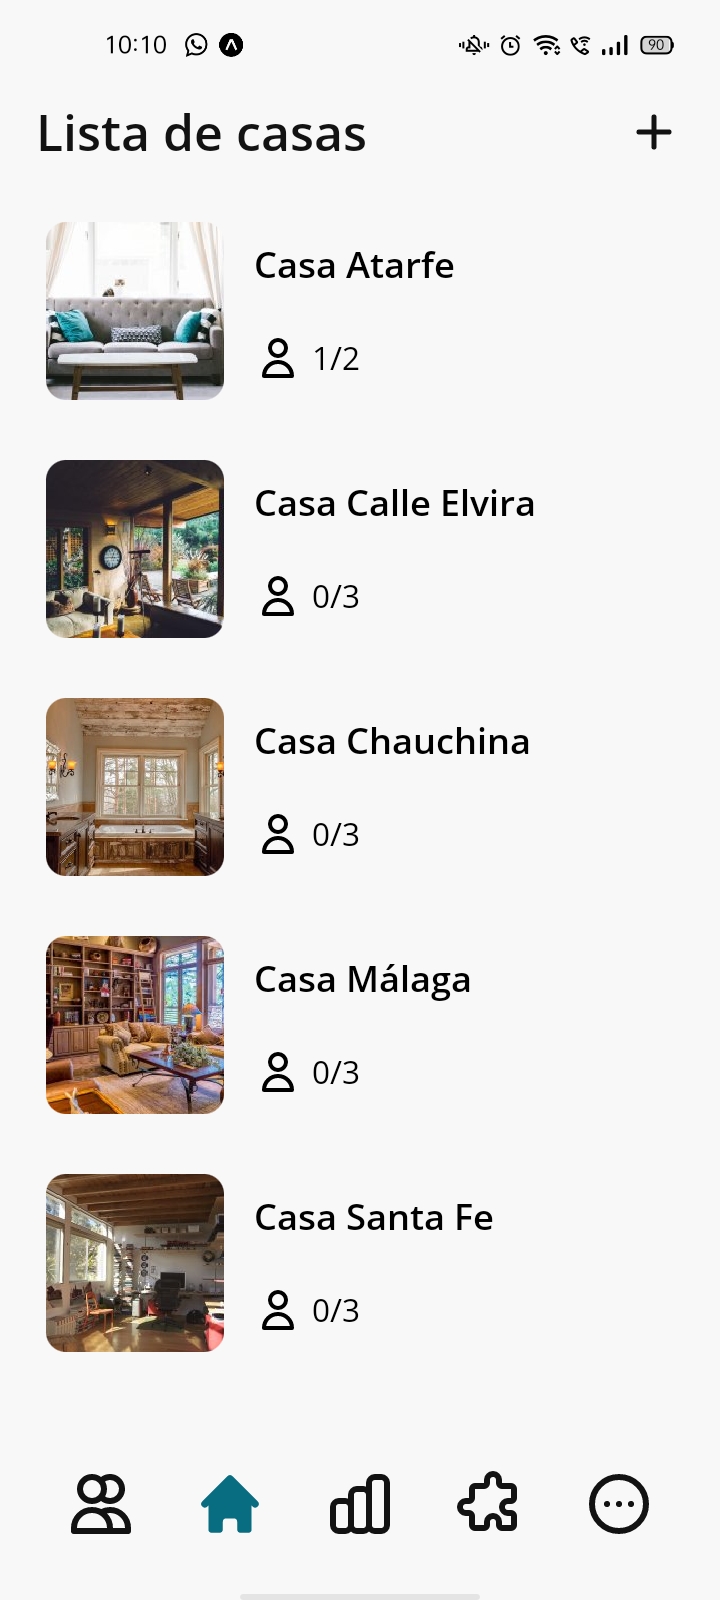 10:10
90
Lista de casas
Casa Atarfe
1/2
Casa Calle Elvira
0/3
Casa Chauchina
0/3
Casa Málaga
0/3
Casa Santa Fe
0/3